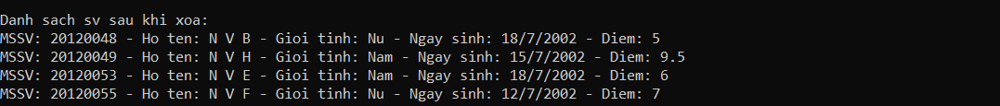 Danh sach sv sau khi xoa:
MSSV: 20120048 - Ho ten: N V B - Gioi tinh: Nu - Ngay sinh: 18/7/2002 - Diem: 5
MSSV: 20120049 - Ho ten: N V H - Gioi tinh: Nam - Ngay sinh: 15/7/2002 - Diem: 9.5
MSSV: 20120053 - Ho ten: N V E - Gioi tinh: Nam - Ngay sinh: 18/7/2002 - Diem: 6
MSSV: 20120055 - Ho ten: N V F - Gioi tinh: Nu - Ngay sinh: 12/7/2002 - Diem: 7